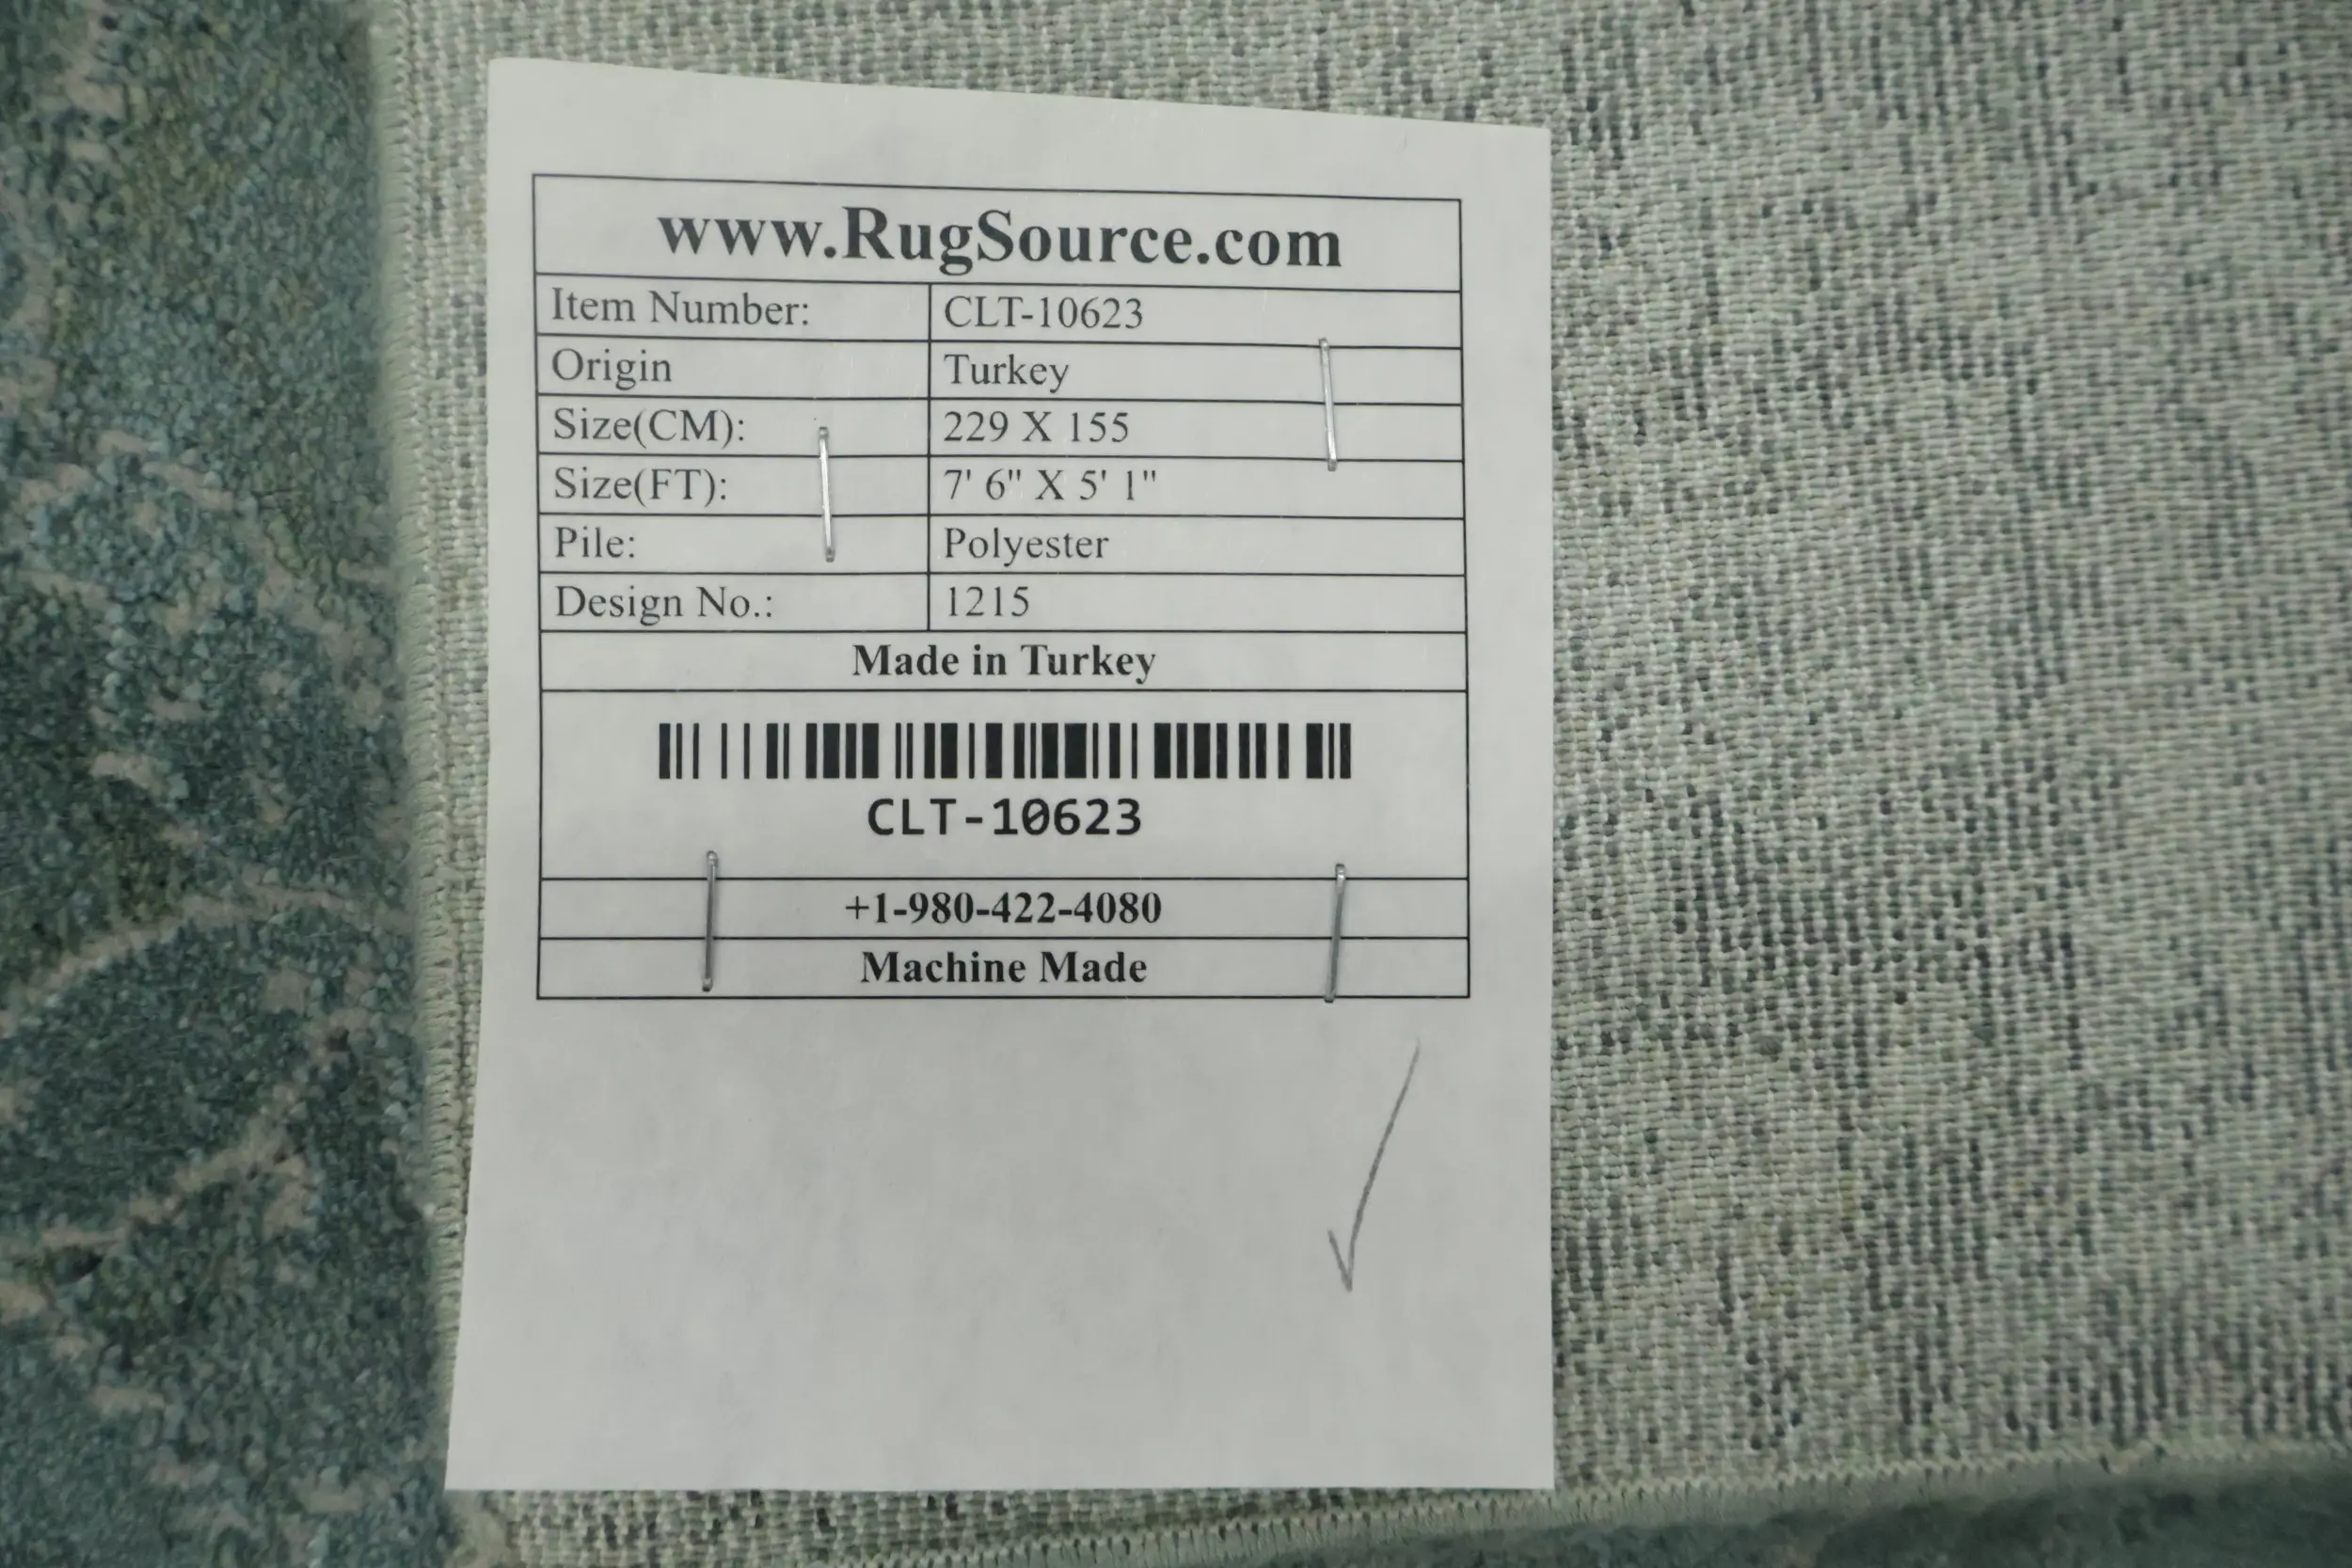 www.RugSource.com
Item Number: CLT-10623
Origin Turkey
Size(CM): 229 X 155
Size(FT): 7' 6" X 5' 1"
Pile: Polyester
Design No.: 1215
Made in Turkey
CLT-10623
+1-980-422-4080
Machine Made